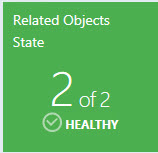 Related Objects
State
2 of 2
HEALTHY